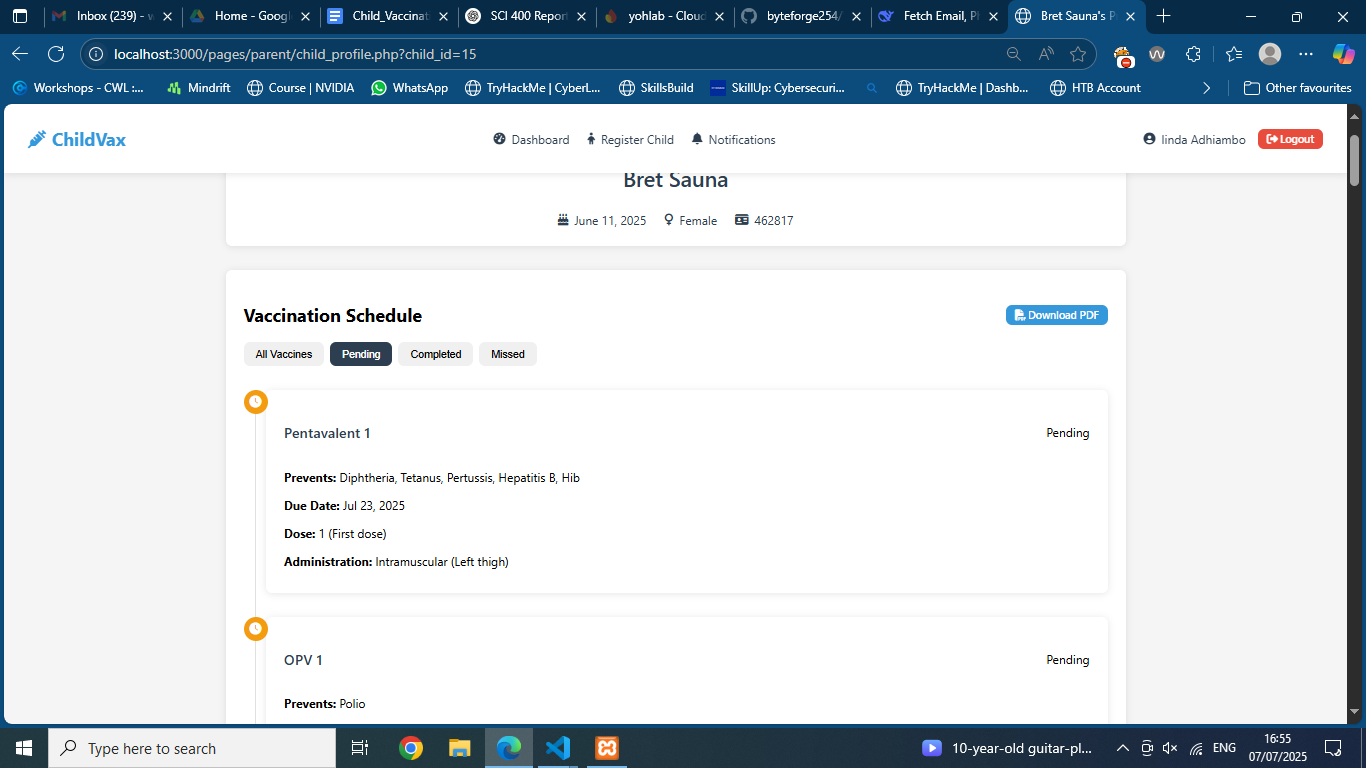 Inbox (239) - w
Home - Googl
Child_Vaccinat
SCI 400 Report
yohlab - Cloud
byteforge254/
Fetch Email, Ph
Bret Sauna's P
localhost:3000/pages/parent/child_profile.php?child_id=15
Workshops - CWL :...
Mindrift
Course | NVIDIA
WhatsApp
TryHackMe | CyberL...
SkillsBuild
SkillUp: Cybersecuri...
TryHackMe | Dashb...
HTB Account
Other favourites
ChildVax
Dashboard
Register Child
Notifications
linda Adhiambo
Logout
Bret Sauna
June 11, 2025
Female
462817
Vaccination Schedule
Download PDF
All Vaccines
Pending
Completed
Missed
Pentavalent 1
Pending
Prevents: Diphtheria, Tetanus, Pertussis, Hepatitis B, Hib
Due Date: Jul 23, 2025
Dose: 1 (First dose)
Administration: Intramuscular (Left thigh)
OPV 1
Pending
Prevents: Polio
Type here to search
10-year-old guitar-pl...
ENG
16:55
07/07/2025